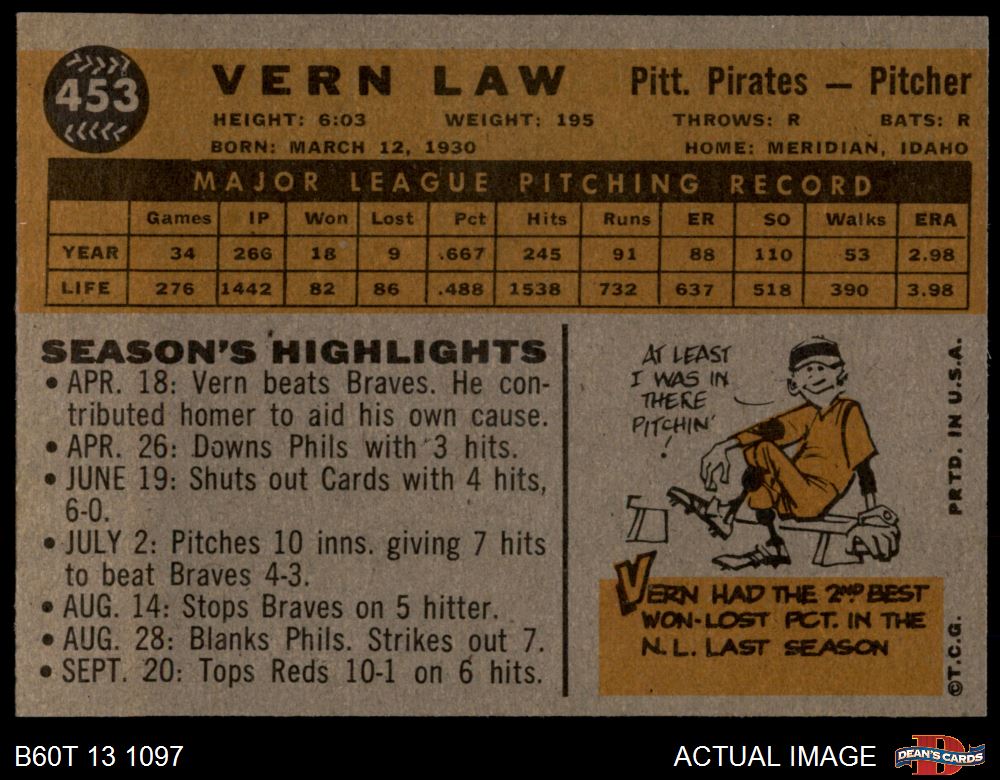 453
VERN LAW Pitt. Pirates — Pitcher
HEIGHT: 6:03 WEIGHT: 195 THROWS: R BATS: R
BORN: MARCH 12, 1930 HOME: MERIDIAN, IDAHO
MAJOR LEAGUE PITCHING RECORD
Games IP Won Lost Pct Hits Runs ER SO Walks ERA
YEAR 34 266 18 9 .667 245 91 88 110 53 2.98
LIFE 276 1442 82 86 .488 1538 732 637 518 390 3.98
SEASON'S HIGHLIGHTS
• APR. 18: Vern beats Braves. He con-
tributed homer to aid his own cause.
• APR. 26: Downs Phils with 3 hits.
• JUNE 19: Shuts out Cards with 4 hits,
6-0.
• JULY 2: Pitches 10 inns. giving 7 hits
to beat Braves 4-3.
• AUG. 14: Stops Braves on 5 hitter.
• AUG. 28: Blanks Phils. Strikes out 7.
• SEPT. 20: Tops Reds 10-1 on 6 hits.
AT LEAST
I WAS IN
THERE
PITCHIN'
!
VERN HAD THE 2ND BEST
WON-LOST PCT. IN THE
N.L. LAST SEASON
PRTD. IN U.S.A.
©T.C.G.
B60T 13 1097
ACTUAL IMAGE
D
DEAN'S CARDS